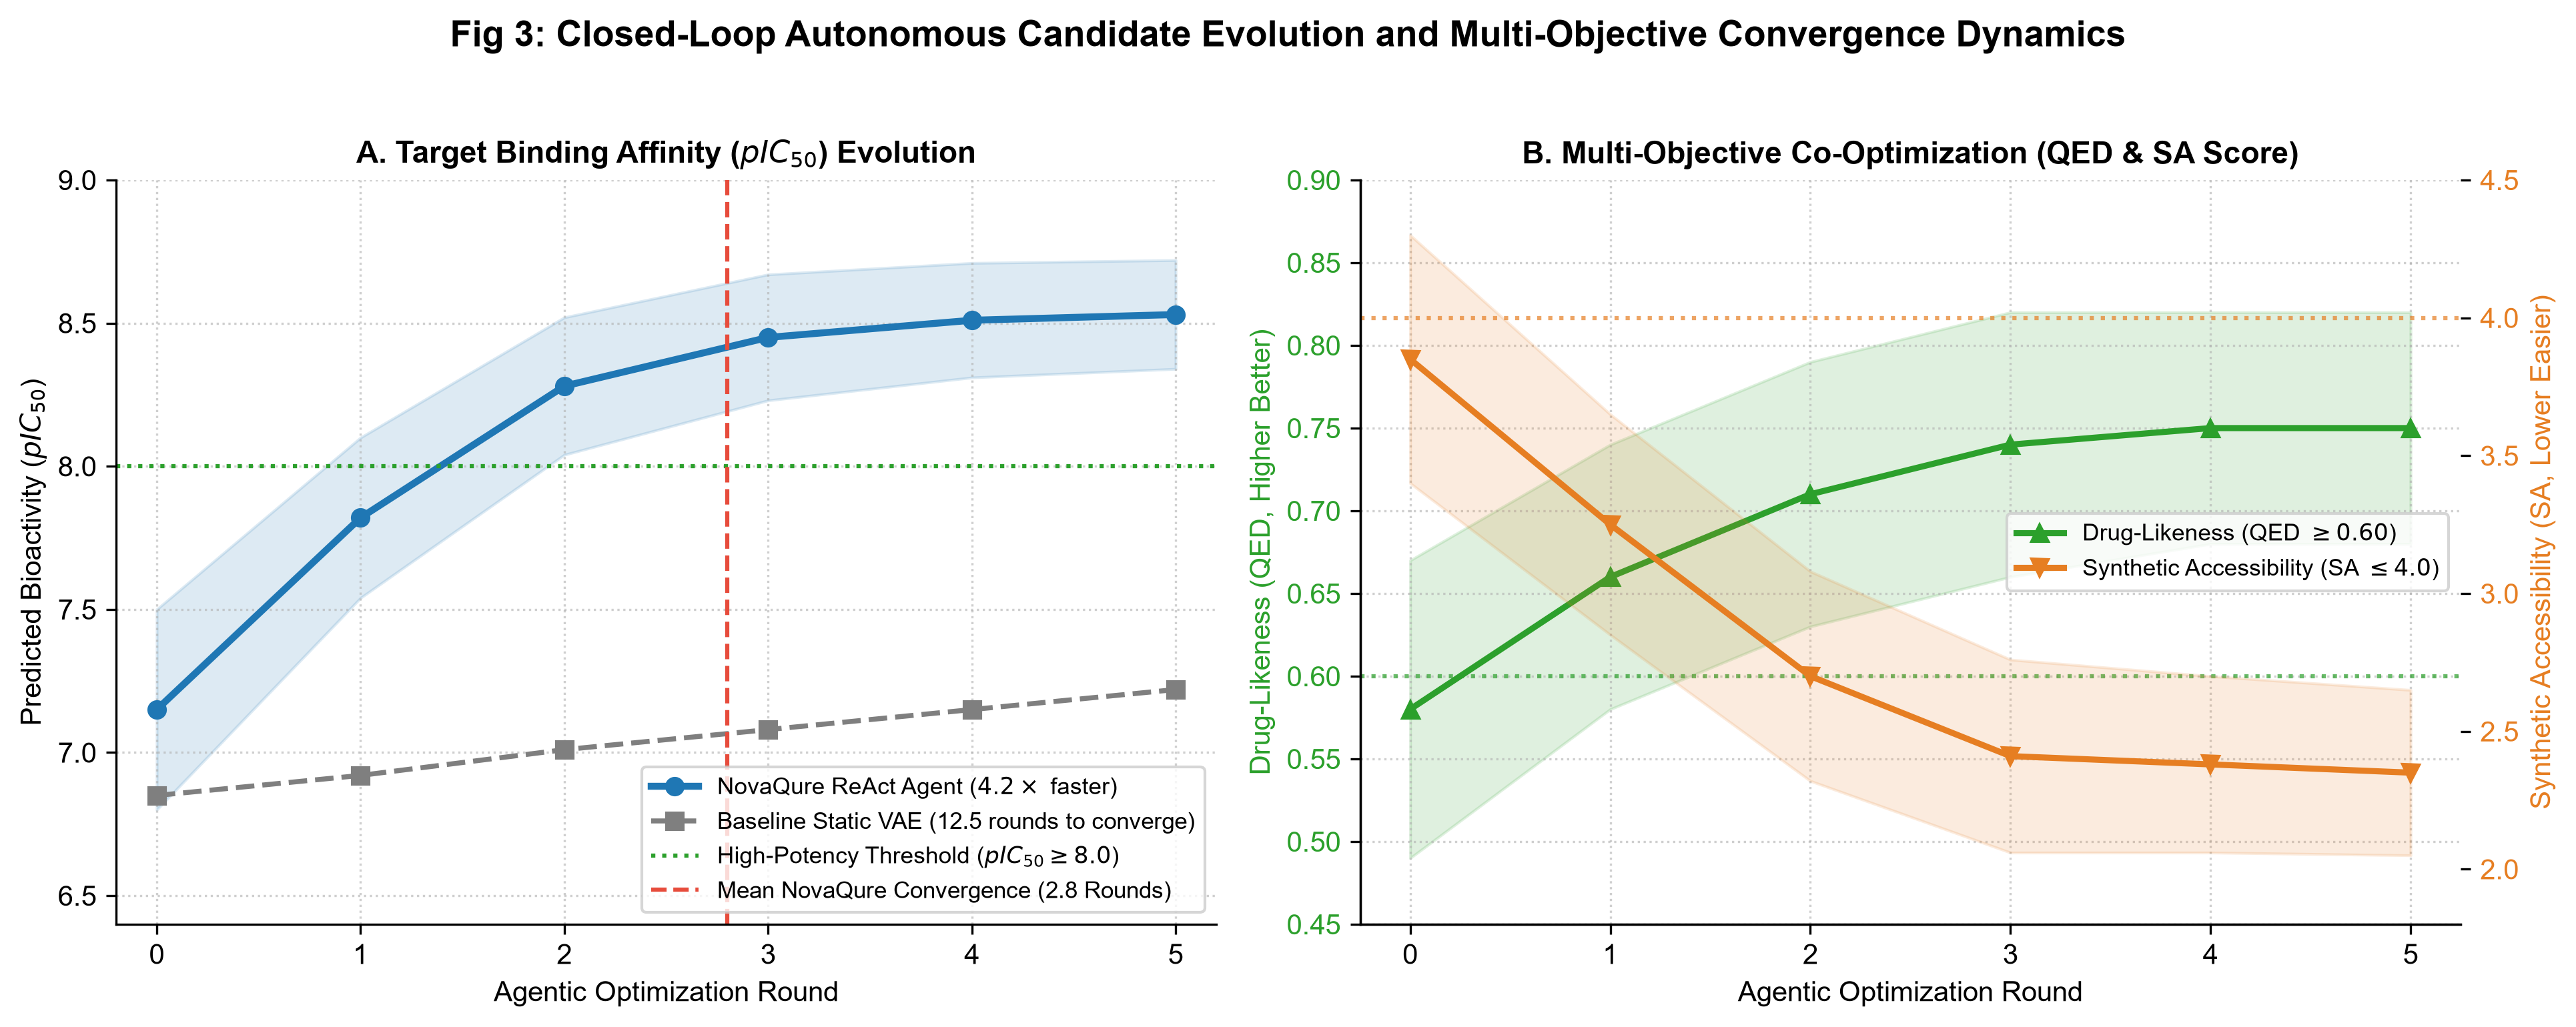 Fig 3: Closed-Loop Autonomous Candidate Evolution and Multi-Objective Convergence Dynamics
A. Target Binding Affinity (pIC50) Evolution
Predicted Bioactivity (pIC50)
9.0
8.5
8.0
7.5
7.0
6.5
NovaQure ReAct Agent (4.2× faster)
Baseline Static VAE (12.5 rounds to converge)
High-Potency Threshold (pIC50 ≥ 8.0)
Mean NovaQure Convergence (2.8 Rounds)
0 1 2 3 4 5
Agentic Optimization Round
B. Multi-Objective Co-Optimization (QED & SA Score)
Drug-Likeness (QED, Higher Better)
0.90
0.85
0.80
0.75
0.70
0.65
0.60
0.55
0.50
0.45
Drug-Likeness (QED ≥ 0.60)
Synthetic Accessibility (SA ≤ 4.0)
4.5
4.0
3.5
3.0
2.5
2.0
Synthetic Accessibility (SA, Lower Easier)
0 1 2 3 4 5
Agentic Optimization Round